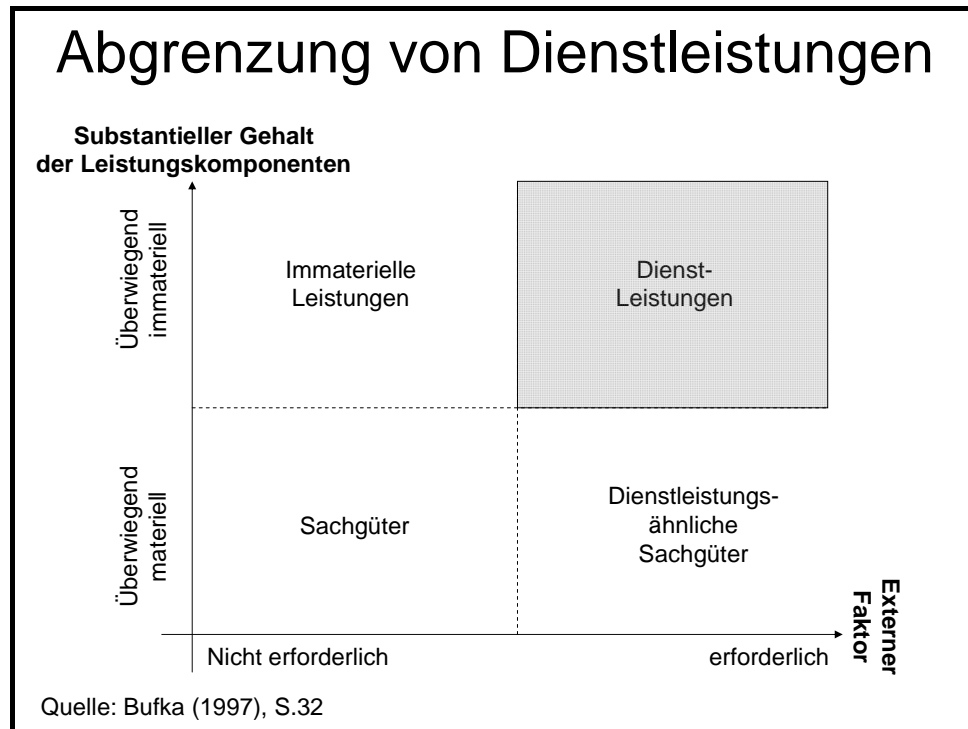 Abgrenzung von Dienstleistungen
Substantieller Gehalt
der Leistungskomponenten
Überwiegend
immateriell
Immaterielle
Leistungen
Dienst-
Leistungen
Überwiegend
materiell
Sachgüter
Dienstleistungs-
ähnliche
Sachgüter
Externer
Faktor
Nicht erforderlich
erforderlich
Quelle: Bufka (1997), S.32